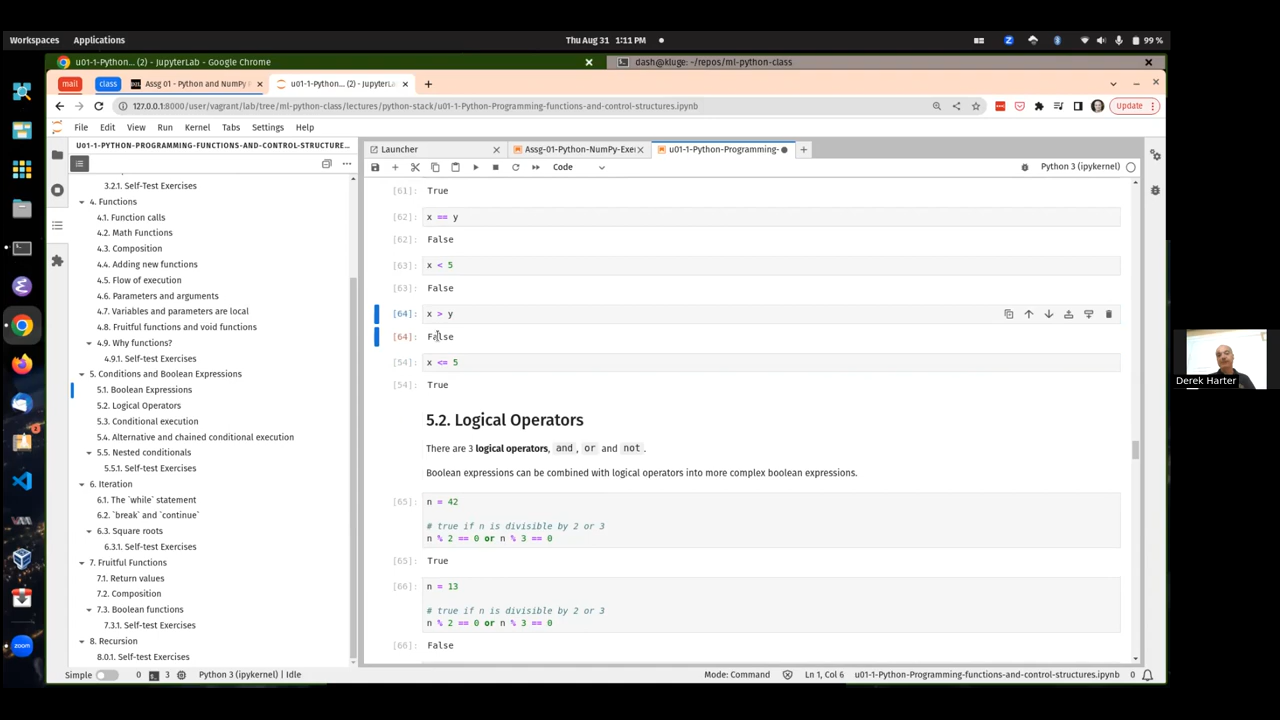 Workspaces Applications Thu Aug 31 1:11 PM 99 %
u01-1-Python... (2) - JupyterLab - Google Chrome dash@kluge: ~/repos/ml-python-class
mail class Assg 01 - Python and NumPy u01-1-Python... (2) - JupyterLa
127.0.0.1:8000/user/vagrant/lab/tree/ml-python-class/lectures/python-stack/u01-1-Python-Programming-functions-and-control-structures.ipynb Update
File Edit View Run Kernel Tabs Settings Help
U01-1-PYTHON-PROGRAMMING-FUNCTIONS-AND-CONTROL-STRUCTURE...
Launcher Assg-01-Python-NumPy-Exer u01-1-Python-Programming-
Code Python 3 (ipykernel)
3.2.1. Self-Test Exercises
4. Functions
4.1. Function calls
4.2. Math Functions
4.3. Composition
4.4. Adding new functions
4.5. Flow of execution
4.6. Parameters and arguments
4.7. Variables and parameters are local
4.8. Fruitful functions and void functions
4.9. Why functions?
4.9.1. Self-Test Exercises
5. Conditions and Boolean Expressions
5.1. Boolean Expressions
5.2. Logical Operators
5.3. Conditional execution
5.4. Alternative and chained conditional execution
5.5. Nested conditionals
5.5.1. Self-Test Exercises
6. Iteration
6.1. The `while` statement
6.2. `break` and `continue`
6.3. Square roots
6.3.1. Self-test Exercises
7. Fruitful Functions
7.1. Return values
7.2. Composition
7.3. Boolean functions
7.3.1. Self-test Exercises
8. Recursion
8.0.1. Self-test Exercises
[61]: True
[62]: x == y
[62]: False
[63]: x < 5
[63]: False
[64]: x > y
[64]: False
[54]: x <= 5
[54]: True
5.2. Logical Operators
There are 3 logical operators, and, or and not.
Boolean expressions can be combined with logical operators into more complex boolean expressions.
[65]: n = 42
# true if n is divisible by 2 or 3
n % 2 == 0 or n % 3 == 0
[65]: True
[66]: n = 13
# true if n is divisible by 2 or 3
n % 2 == 0 or n % 3 == 0
[66]: False
Simple 0 3 Python 3 (ipykernel) | Idle Mode: Command Ln 1, Col 6 u01-1-Python-Programming-functions-and-control-structures.ipynb 0
Derek Harter